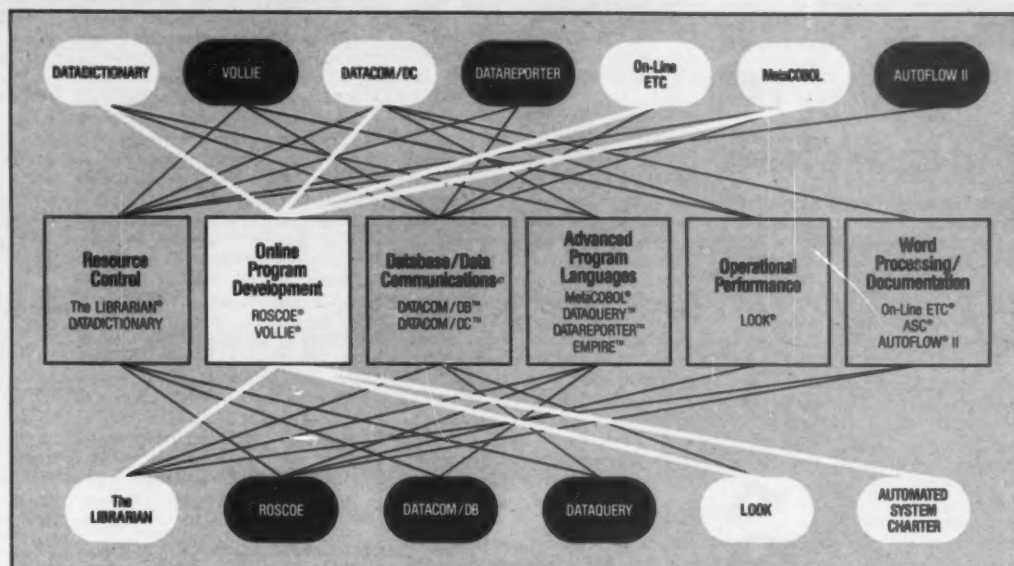 DATADICTIONARY
VOLLIE
DATACOM/DC
DATAREPORTER
On-Line
ETC
MetaCOBOL
AUTOFLOW II
Resource
Control
The LIBRARIAN®
DATADICTIONARY
Online
Program
Development
ROSCOE®
VOLLIE®
Database/Data
Communications
DATACOM/DB™
DATACOM/DC™
Advanced
Program
Languages
MetaCOBOL®
DATAQUERY™
DATAREPORTER™
EMPIRE™
Operational
Performance
LOOK®
Word
Processing/
Documentation
On-Line ETC®
ASC®
AUTOFLOW® II
The
LIBRARIAN
ROSCOE
DATACOM/DB
DATAQUERY
LOOK
AUTOMATED
SYSTEM
CHARTER